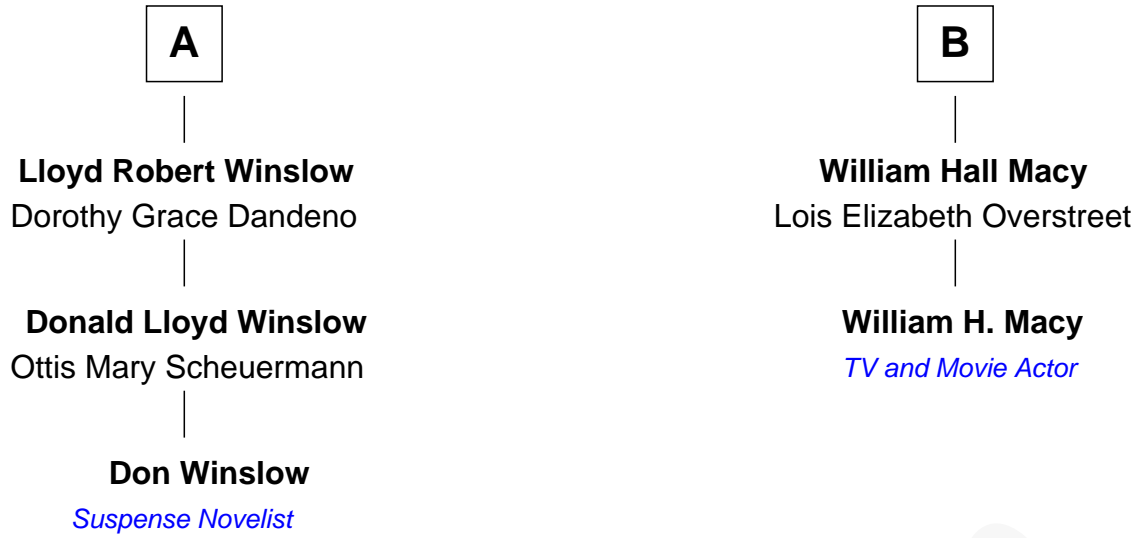 A
Lloyd Robert Winslow
Dorothy Grace Dandeno
Donald Lloyd Winslow
Ottis Mary Scheuermann
Don Winslow
Suspense Novelist
B
William Hall Macy
Lois Elizabeth Overstreet
William H. Macy
TV and Movie Actor